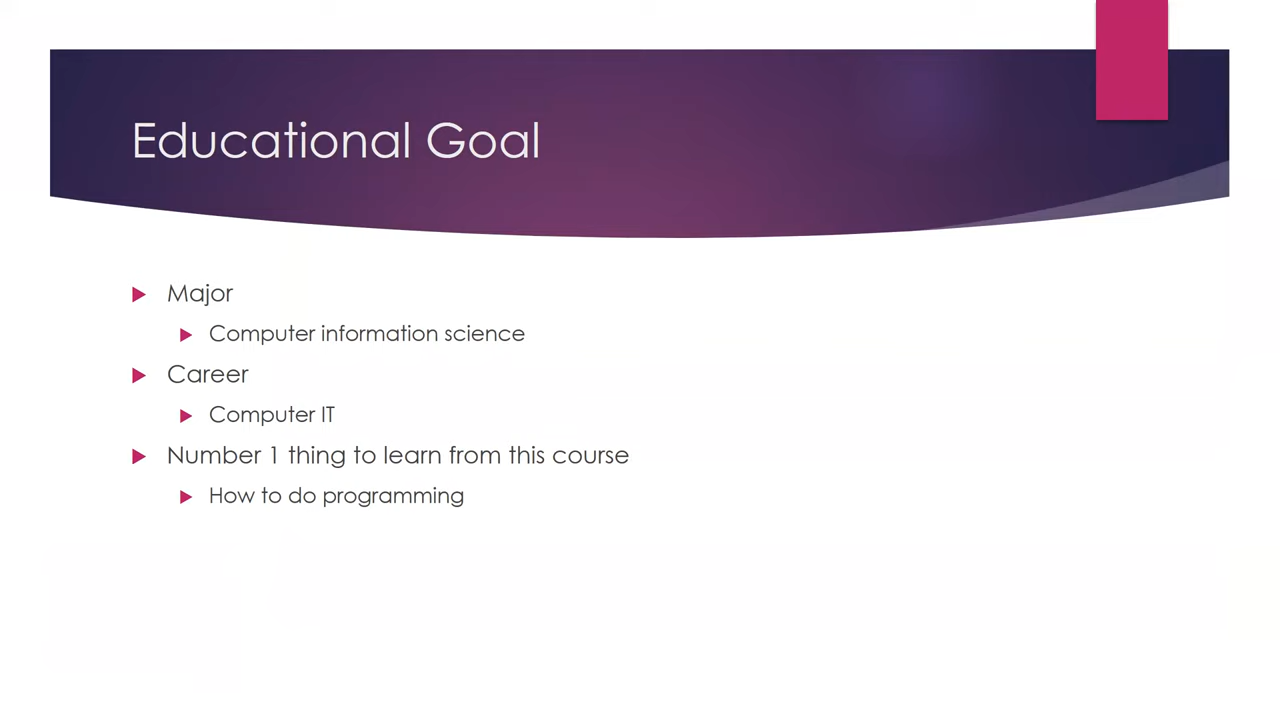 Educational Goal
Major
Computer information science
Career
Computer IT
Number 1 thing to learn from this course
How to do programming